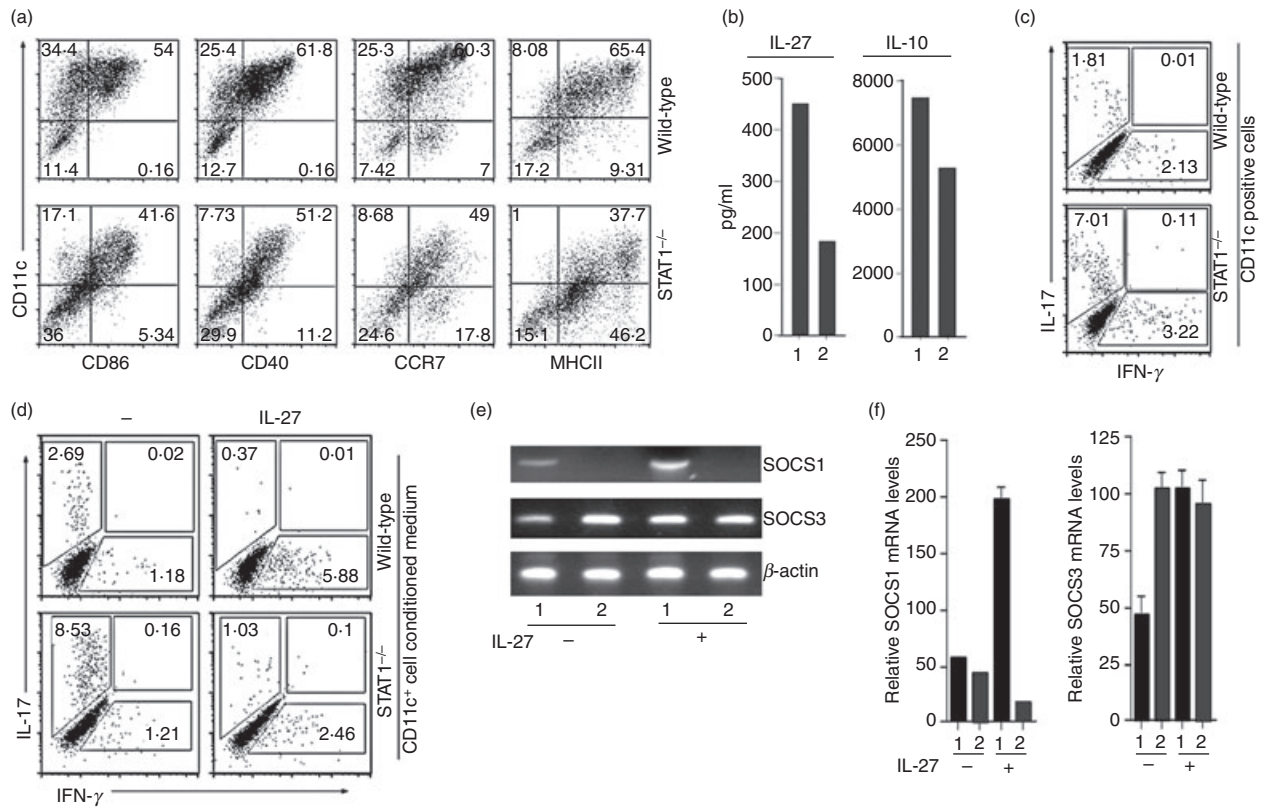 (a)
34·4 54
25·4 61·8
25·3 60·3
8·08 65·4
11·4 0·16
12·7 0·16
7·42 7
17·2 9·31
Wild-type
17·1 41·6
7·73 51·2
8·68 49
1 37·7
36 5·34
29·9 11·2
24·6 17·8
15·1 46·2
STAT1–/–
CD11c
CD86 CD40 CCR7 MHCII
(b)
IL-27 IL-10
pg/ml
500
400
300
200
100
0
1 2
8000
6000
4000
2000
0
1 2
(c)
1·81 0·01
2·13
Wild-type
7·01 0·11
3·22
STAT1–/–
CD11c positive cells
IL-17
IFN-γ
(d)
– IL-27
2·69 0·02
0·37 0·01
1·18
5·88
Wild-type
8·53 0·16
1·03 0·1
1·21
2·46
STAT1–/–
CD11c+ cell conditioned medium
IL-17
IFN-γ
(e)
SOCS1
SOCS3
β-actin
1 2 1 2
IL-27 – +
(f)
Relative SOCS1 mRNA levels
250
200
150
100
50
0
1 2 1 2
IL-27 – +
Relative SOCS3 mRNA levels
125
100
75
50
25
0
1 2 1 2
– +